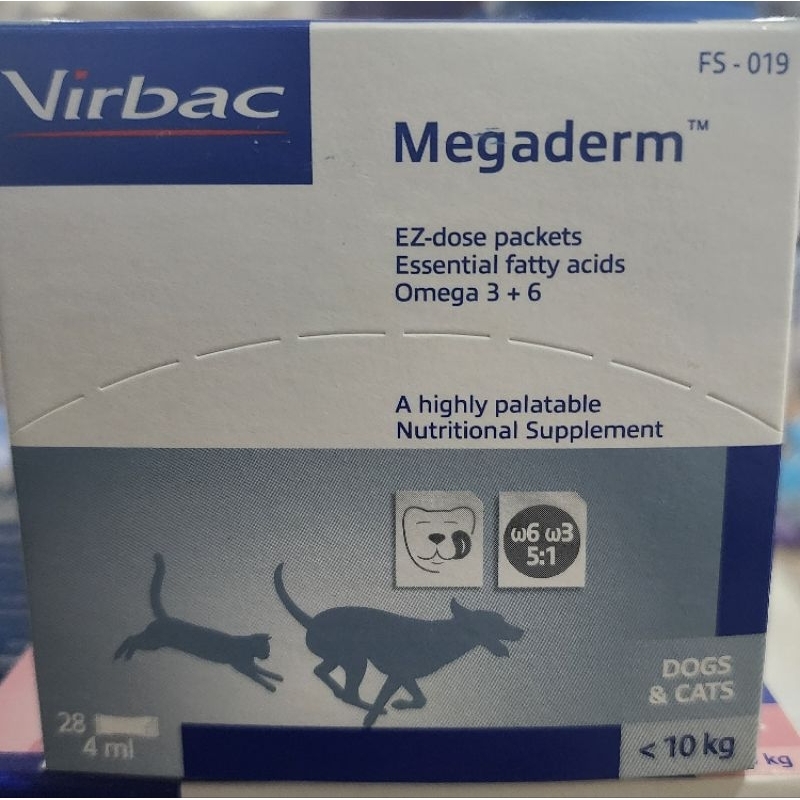 Virbac
FS - 019
Megaderm™
EZ-dose packets
Essential fatty acids
Omega 3 + 6
A highly palatable
Nutritional Supplement
ω6 ω3
5:1
DOGS
& CATS
28
4 ml
< 10 kg
kg